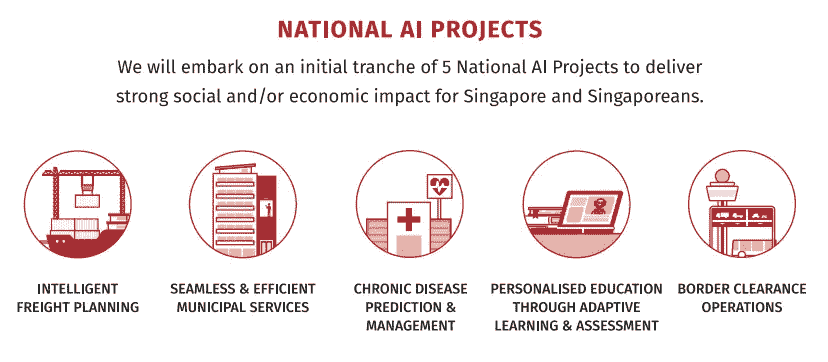 NATIONAL AI PROJECTS
We will embark on an initial tranche of 5 National AI Projects to deliver
strong social and/or economic impact for Singapore and Singaporeans.
INTELLIGENT
FREIGHT PLANNING
SEAMLESS & EFFICIENT
MUNICIPAL SERVICES
CHRONIC DISEASE
PREDICTION &
MANAGEMENT
PERSONALISED EDUCATION
THROUGH ADAPTIVE
LEARNING & ASSESSMENT
BORDER CLEARANCE
OPERATIONS